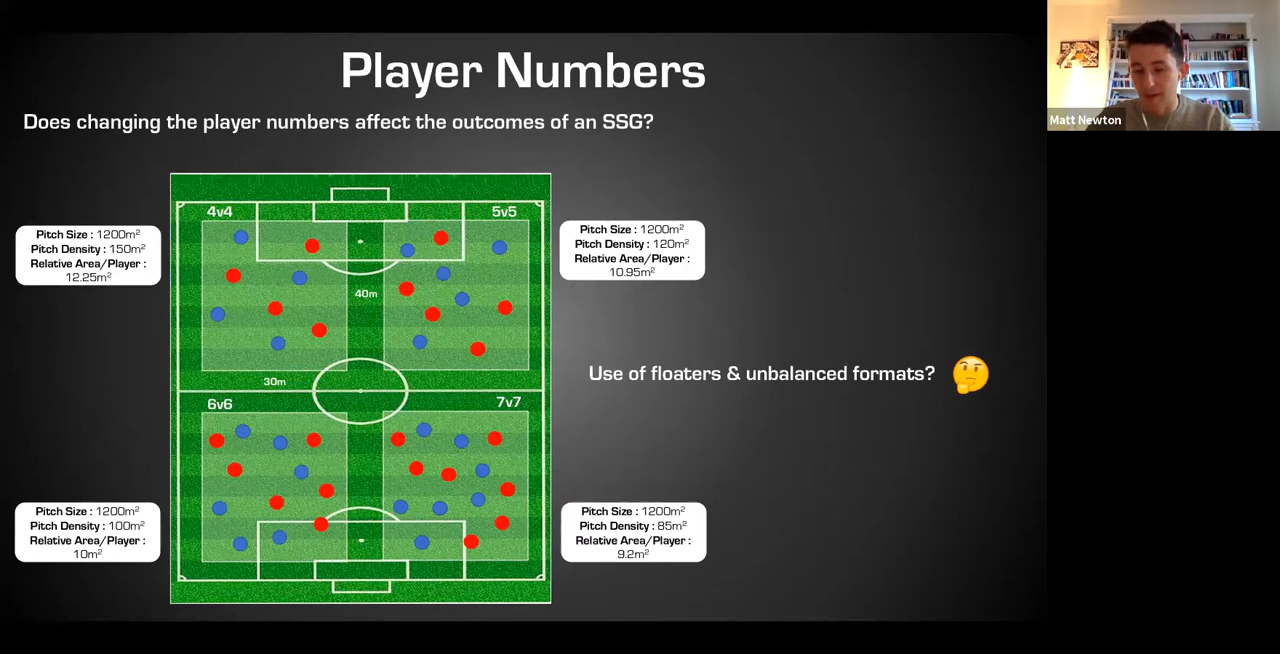 Player Numbers
Does changing the player numbers affect the outcomes of an SSG?
Matt Newton
4v4
5v5
Pitch Size : 1200m²
Pitch Density : 150m²
Relative Area/Player :
12.25m²
Pitch Size : 1200m²
Pitch Density : 120m²
Relative Area/Player :
10.95m²
40m
30m
Use of floaters & unbalanced formats?
6v6
7v7
Pitch Size : 1200m²
Pitch Density : 100m²
Relative Area/Player :
10m²
Pitch Size : 1200m²
Pitch Density : 85m²
Relative Area/Player :
9.2m²